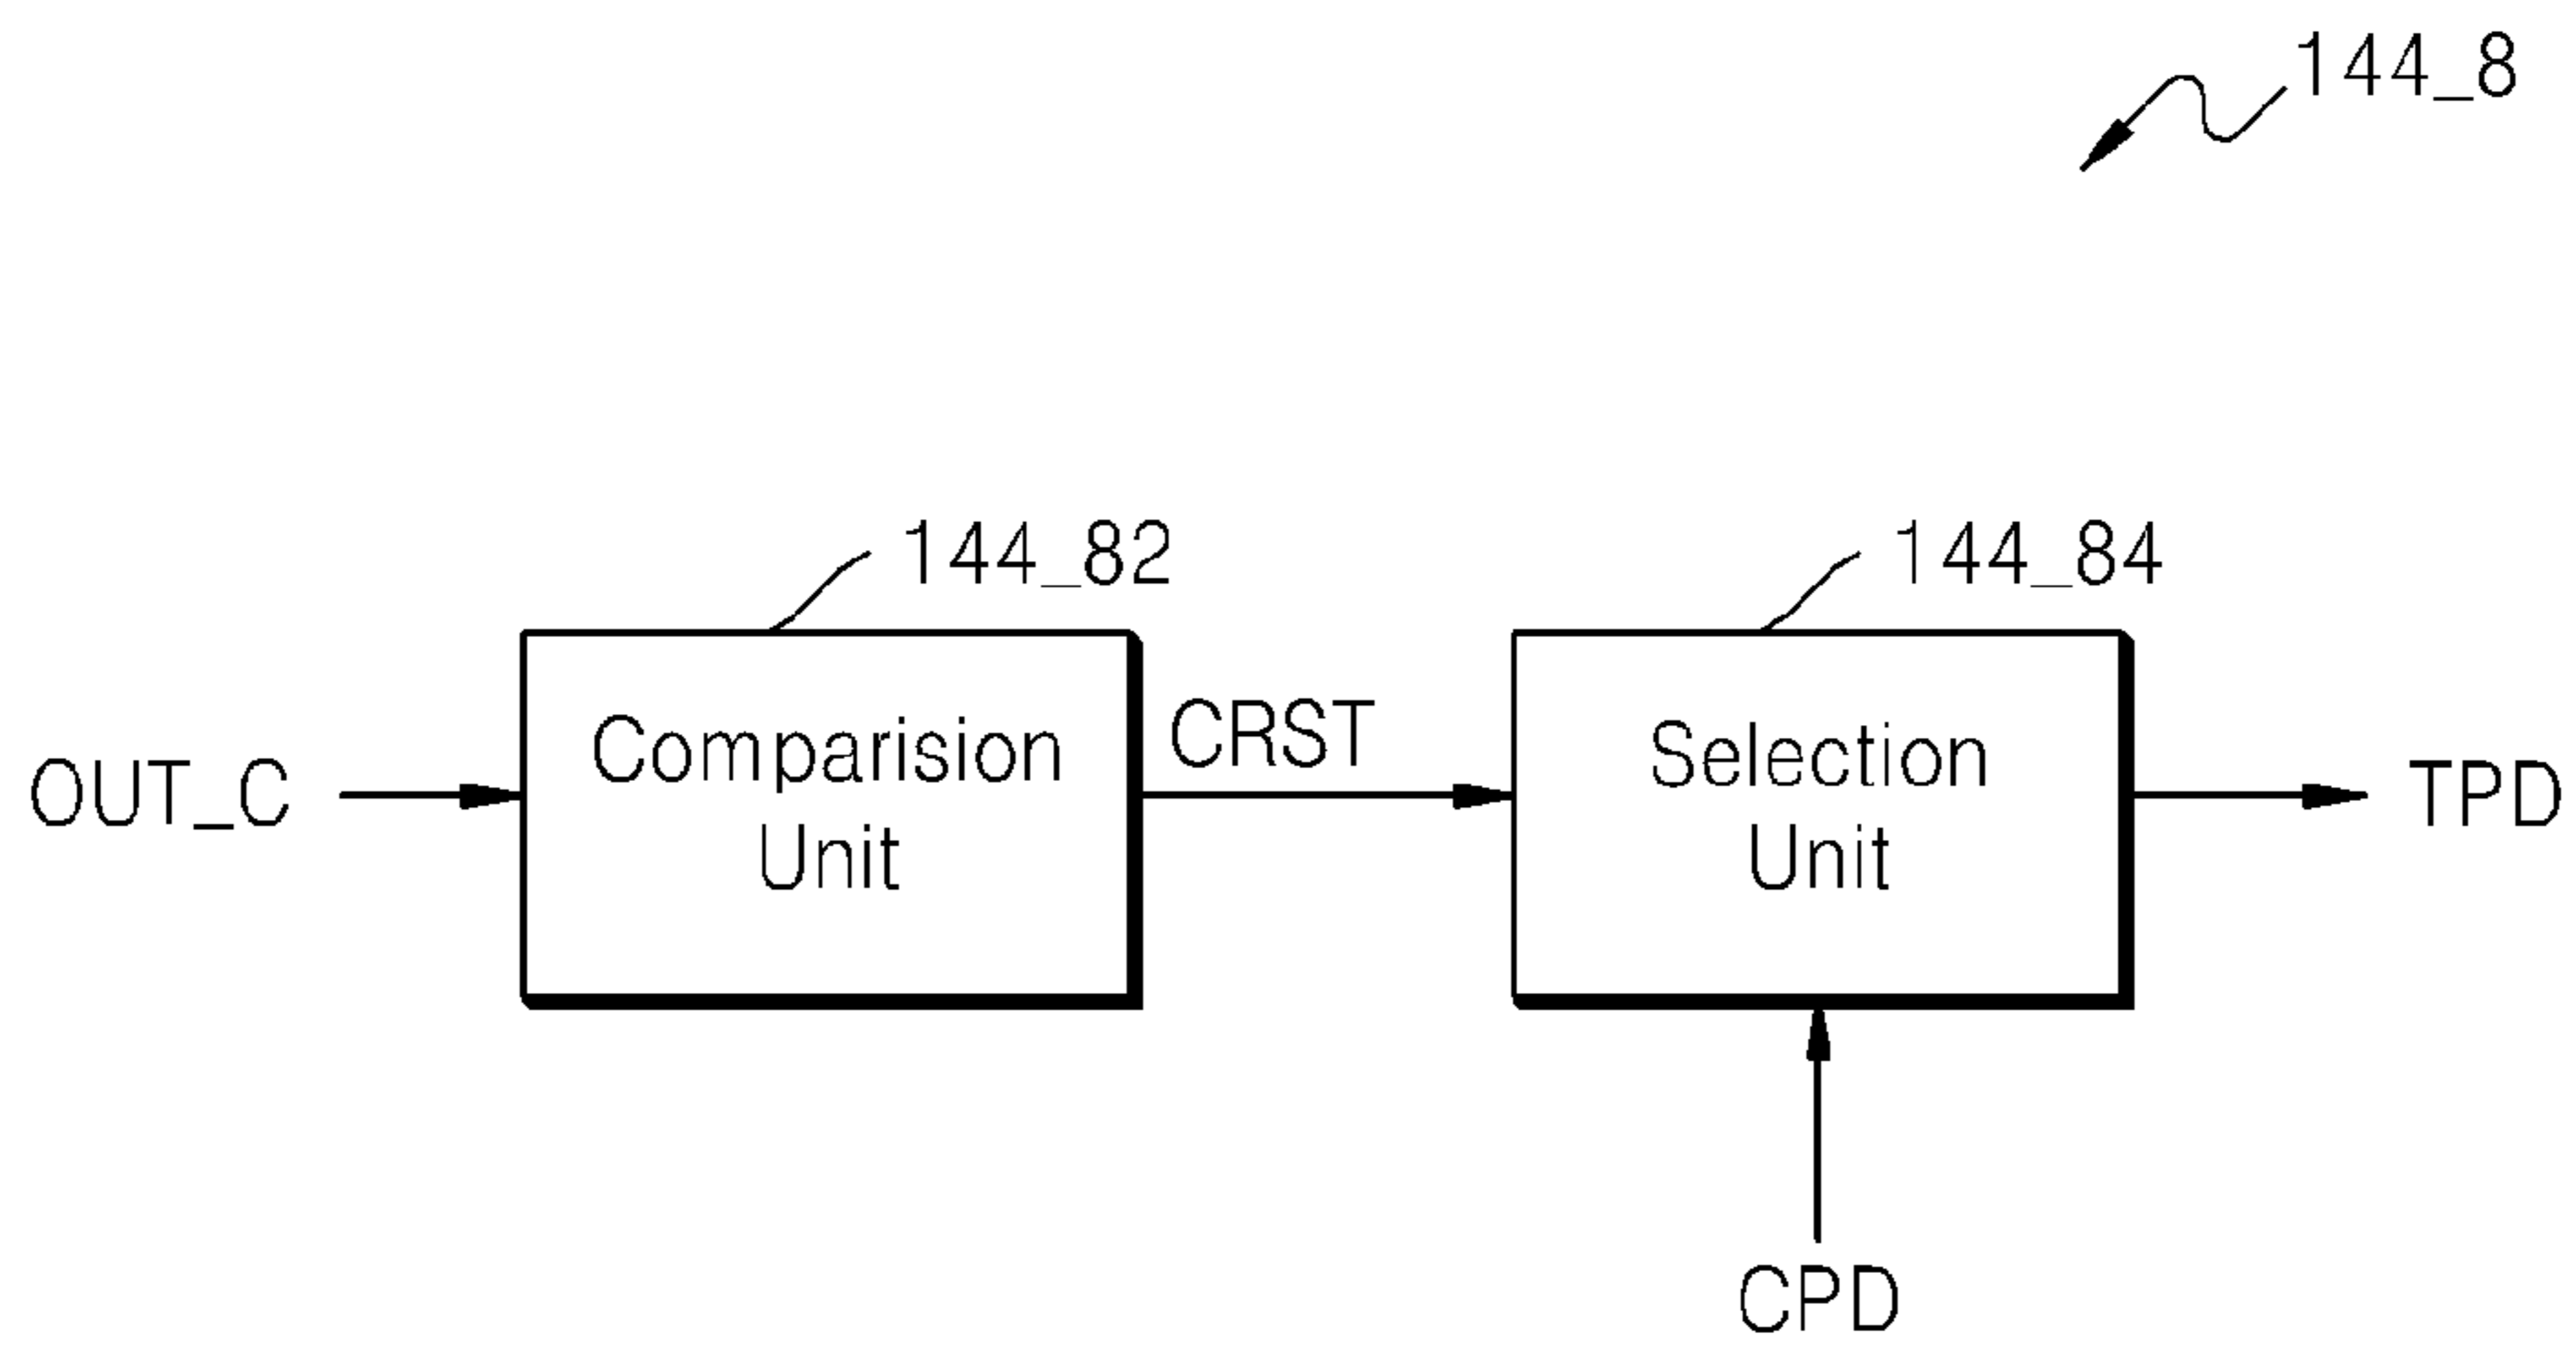 144_8
144_82
144_84
Comparision
Unit
CRST
Selection
Unit
OUT_C
TPD
CPD